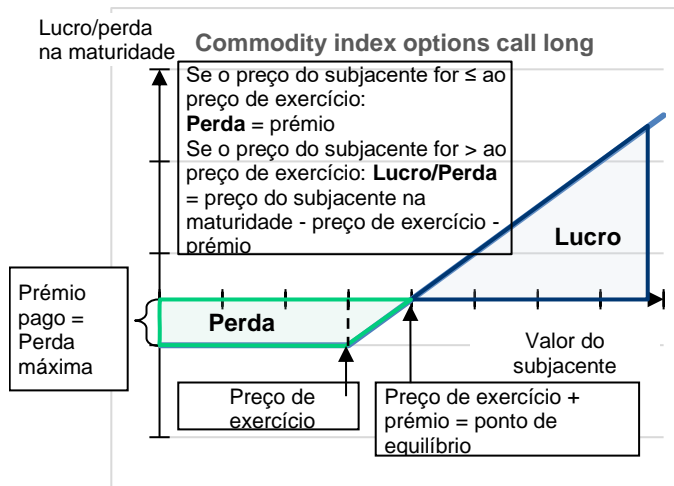 Lucro/perda
na maturidade
Commodity index options call long
Se o preço do subjacente for ≤ ao
preço de exercício:
Perda = prémio
Se o preço do subjacente for > ao
preço de exercício: Lucro/Perda
= preço do subjacente na
maturidade - preço de exercício -
prémio
Lucro
Prémio
pago =
Perda
máxima
Perda
Valor do
subjacente
Preço de
exercício
Preço de exercício +
prémio = ponto de
equilíbrio